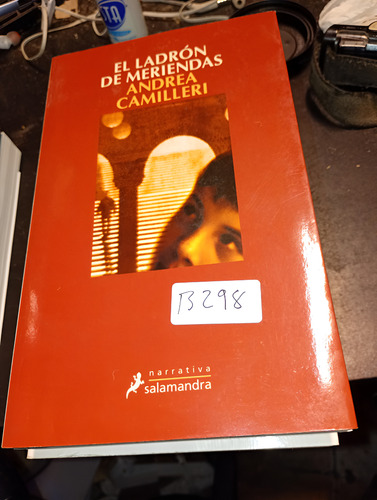 EL LADRÓN
DE MERIENDAS
ANDREA
CAMILLERI
B298
narrativa
salamandra